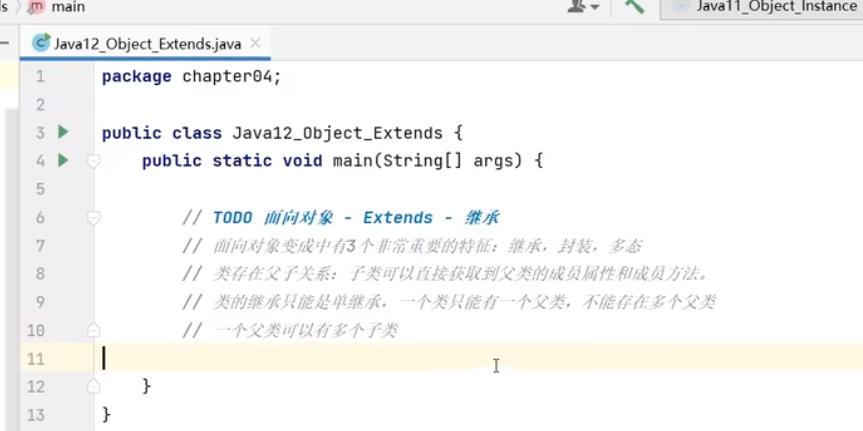 main
Java11_Object_Instance
Java12_Object_Extends.java
1 package chapter04;
2
3 public class Java12_Object_Extends {
4 public static void main(String[] args) {
5
6 // TODO 面向对象 - Extends - 继承
7 // 面向对象变成中有3个非常重要的特征：继承，封装，多态
8 // 类存在父子关系：子类可以直接获取到父类的成员属性和成员方法。
9 // 类的继承只能是单继承，一个类只能有一个父类，不能存在多个父类
10 // 一个父类可以有多个子类
11
12 }
13 }